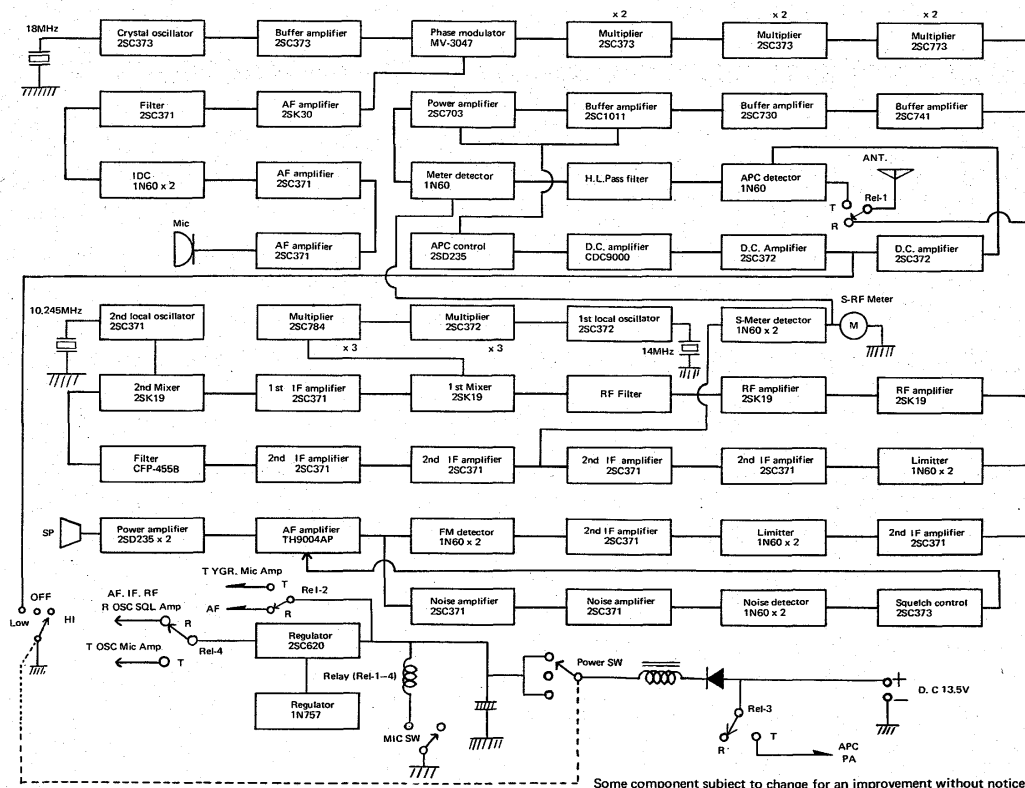 x 2
x 2
x 2
18MHz
Crystal oscillator
2SC373
Buffer amplifier
2SC373
Phase modulator
MV-3047
Multiplier
2SC373
Multiplier
2SC373
Multiplier
2SC773
Filter
2SC371
AF amplifier
2SK30
Power amplifier
2SC703
Buffer amplifier
2SC1011
Buffer amplifier
2SC730
Buffer amplifier
2SC741
IDC
1N60 x 2
AF amplifier
2SC371
Meter detector
1N60
H.L.Pass filter
APC detector
1N60
ANT.
T
Rel-1
R
Mic
AF amplifier
2SC371
APC control
2SD235
D.C. amplifier
CDC9000
D.C. Amplifier
2SC372
D.C. amplifier
2SC372
10,245MHz
2nd local oscillator
2SC371
Multiplier
2SC784
x 3
Multiplier
2SC372
x 3
1st local oscillator
2SC372
14MHz
S-Meter detector
1N60 x 2
S-RF Meter
M
2nd Mixer
2SK19
1st IF amplifier
2SC371
1st Mixer
2SK19
RF Filter
RF amplifier
2SK19
RF amplifier
2SK19
Filter
CFP-455B
2nd IF amplifier
2SC371
2nd IF amplifier
2SC371
2nd IF amplifier
2SC371
2nd IF amplifier
2SC371
Limitter
1N60 x 2
SP
Power amplifier
2SD235 x 2
AF amplifier
TH9004AP
FM detector
1N60 x 2
2nd IF amplifier
2SC371
Limitter
1N60 x 2
2nd IF amplifier
2SC371
T YGR. Mic Amp
T
Rel-2
AF
R
Noise amplifier
2SC371
Noise amplifier
2SC371
Noise detector
1N60 x 2
Squelch control
2SC373
OFF
Low
HI
AF. IF. RF
R OSC SQL Amp
R
Rel-4
T OSC Mic Amp
T
Regulator
2SC620
Relay (Rel-1–4)
Regulator
1N757
MIC SW
Power SW
+
D. C 13.5V
–
Rel-3
R
T
APC
PA
Some component subject to change for an improvement without notice